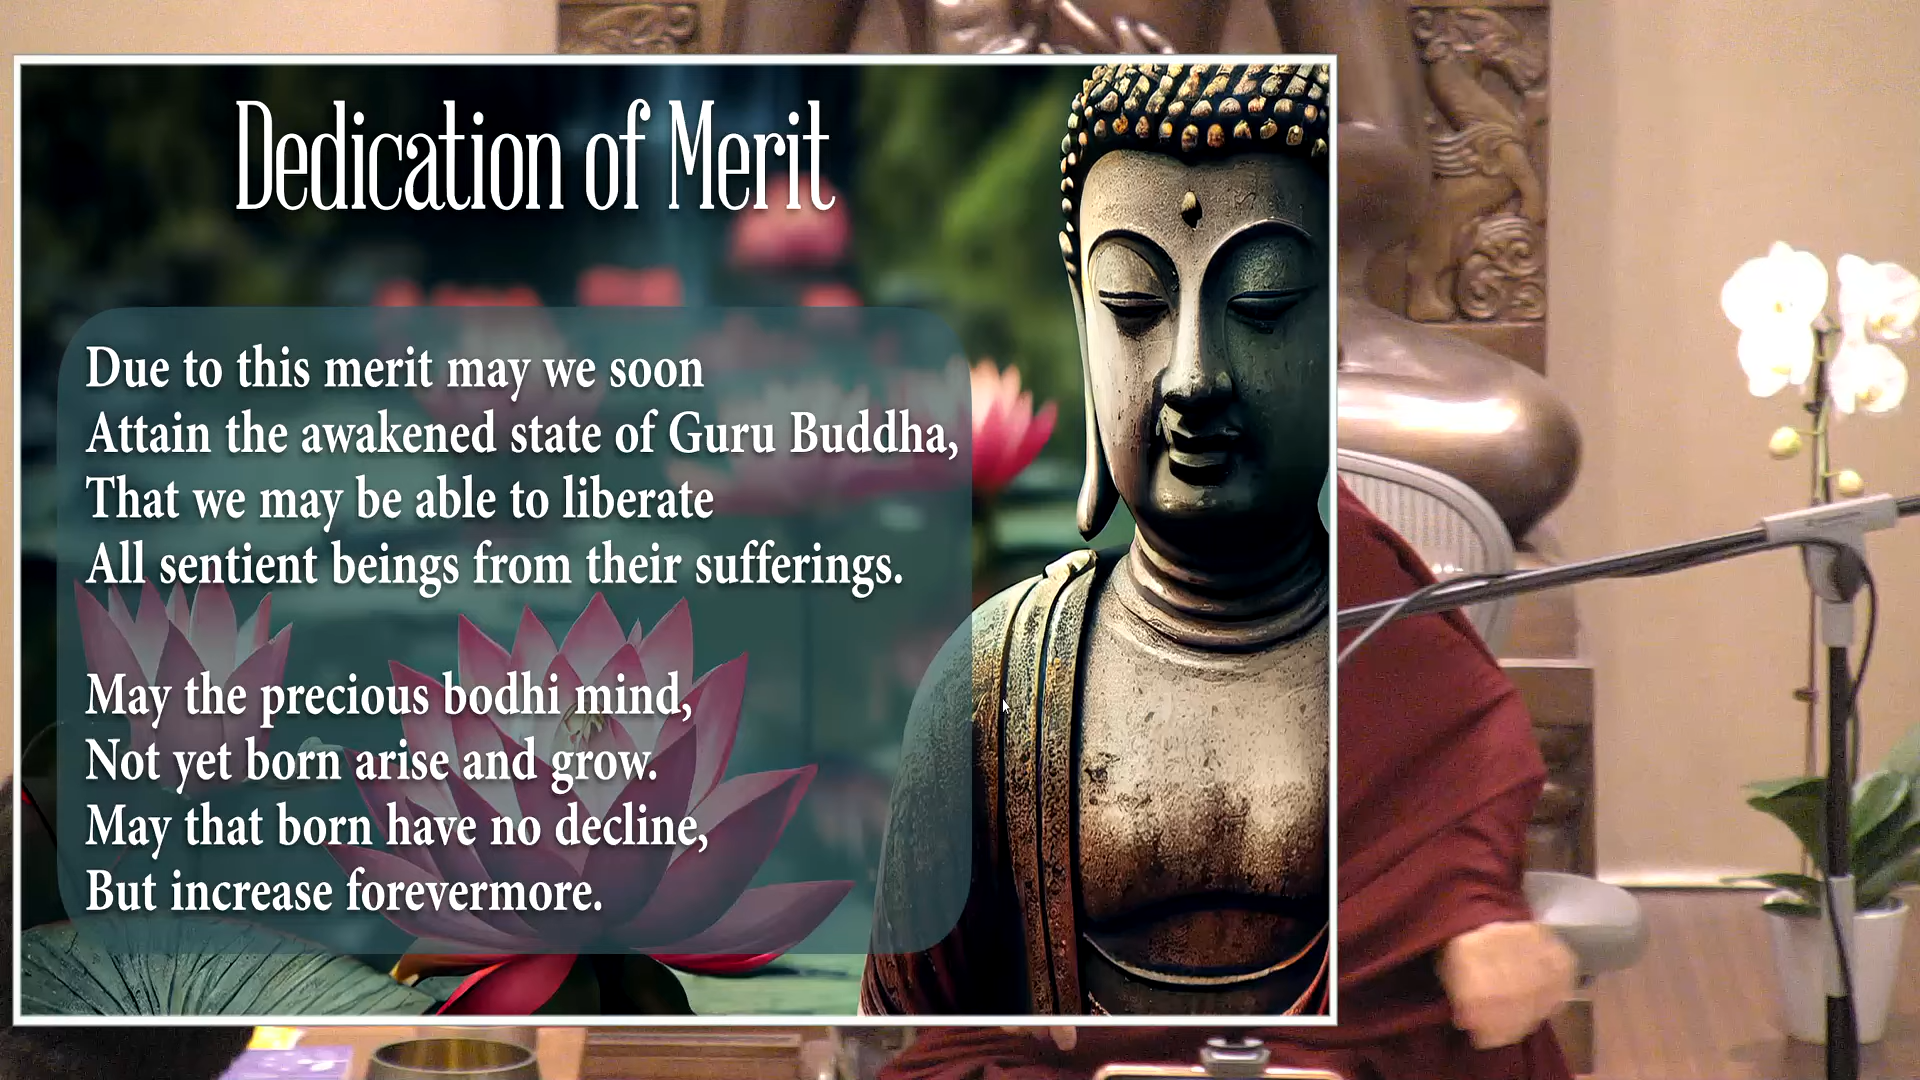 Dedication of Merit
Due to this merit may we soon
Attain the awakened state of Guru Buddha,
That we may be able to liberate
All sentient beings from their sufferings.
May the precious bodhi mind,
Not yet born arise and grow.
May that born have no decline,
But increase forevermore.